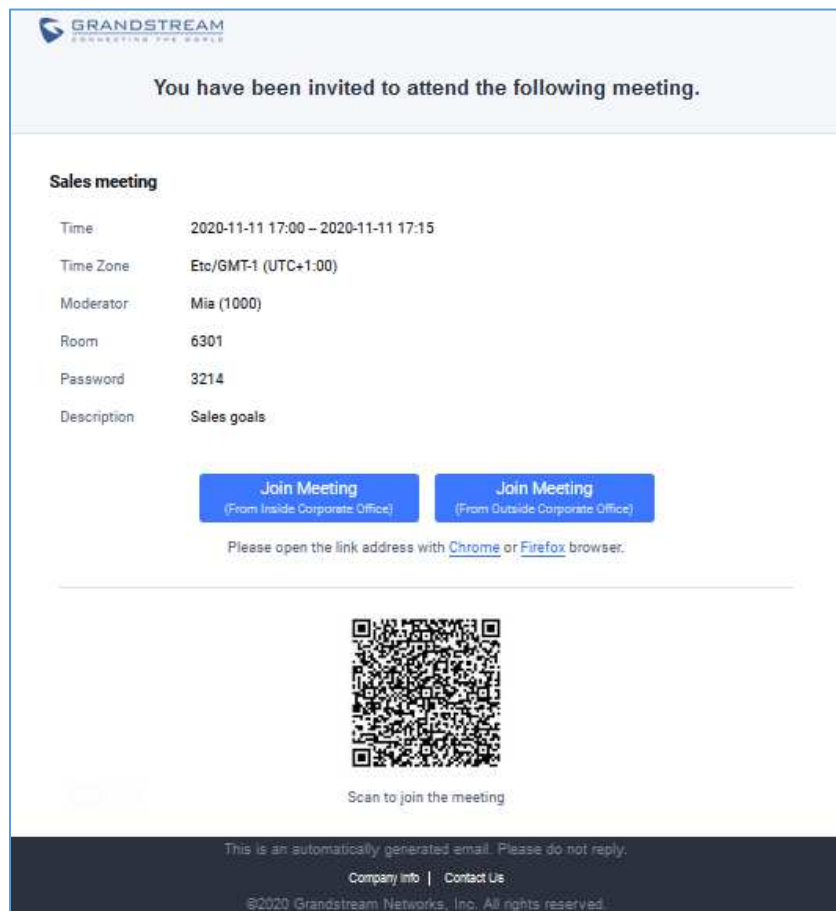 GRANDSTREAM
CONNECTING THE WORLD
You have been invited to attend the following meeting.
Sales meeting
Time 2020-11-11 17:00 – 2020-11-11 17:15
Time Zone Etc/GMT-1 (UTC+1:00)
Moderator Mia (1000)
Room 6301
Password 3214
Description Sales goals
Join Meeting Join Meeting
(From Inside Corporate Office) (From Outside Corporate Office)
Please open the link address with Chrome or Firefox browser.
Scan to join the meeting
This is an automatically generated email. Please do not reply.
Company Info | Contact Us
©2020 Grandstream Networks, Inc. All rights reserved.